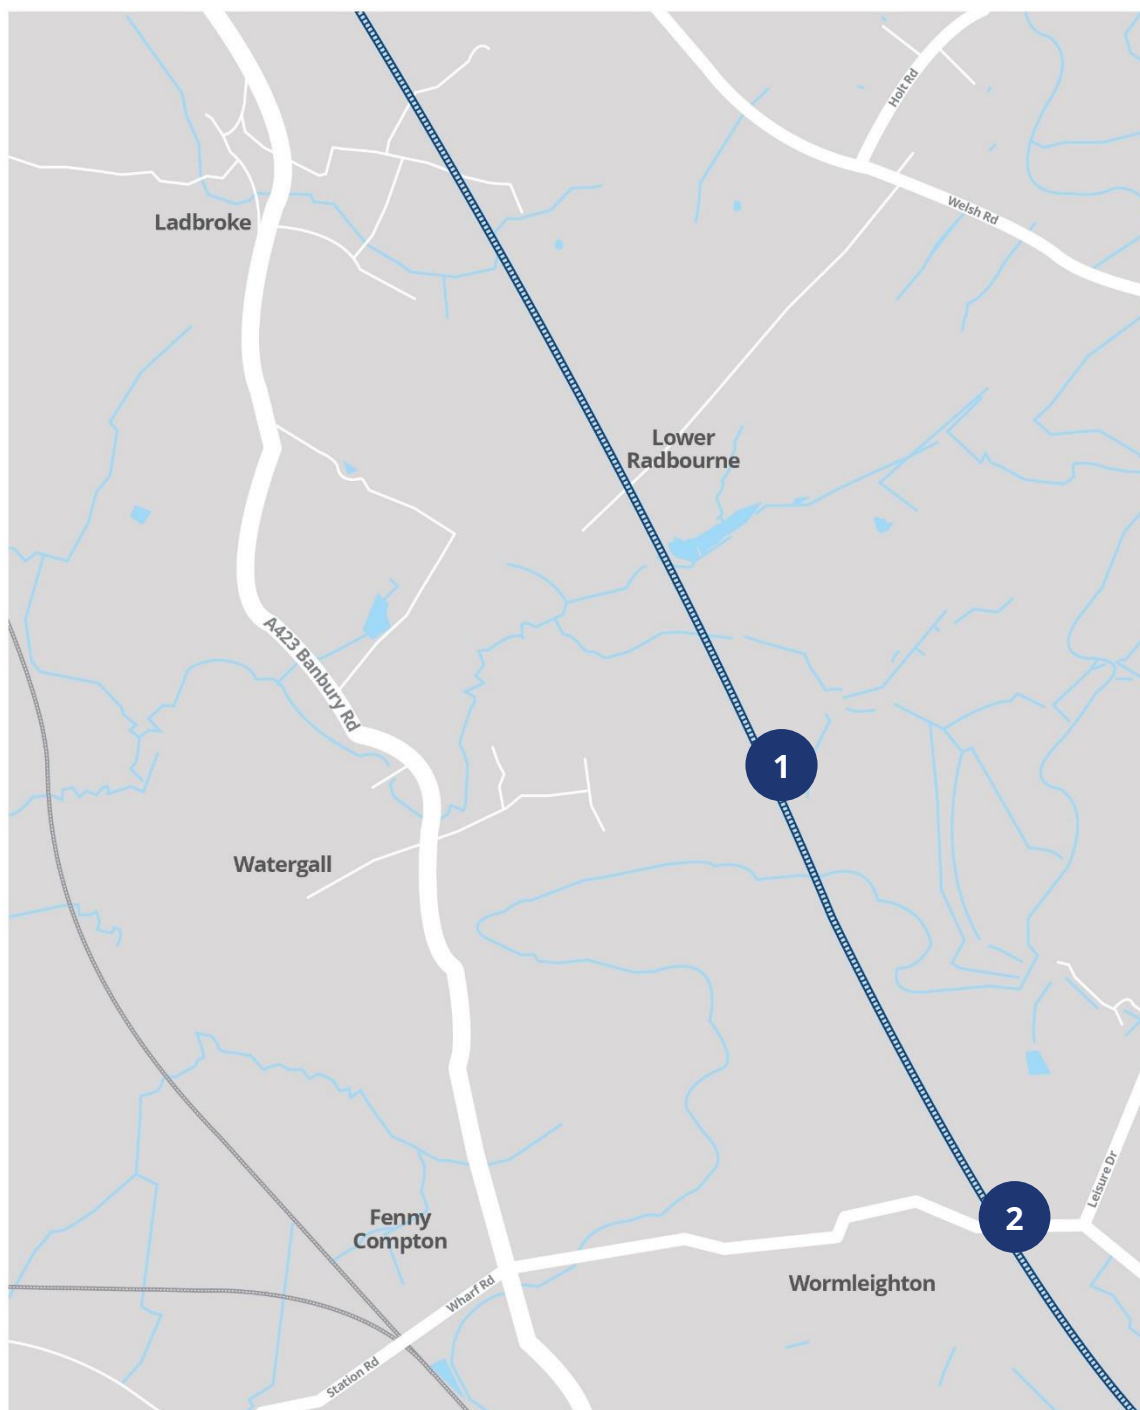 Holt Rd
Welsh Rd
Ladbroke
Lower
Radbourne
A423 Banbury Rd
1
Watergall
Leisure Dr
2
Fenny
Compton
Wormleighton
Wharf Rd
Station Rd